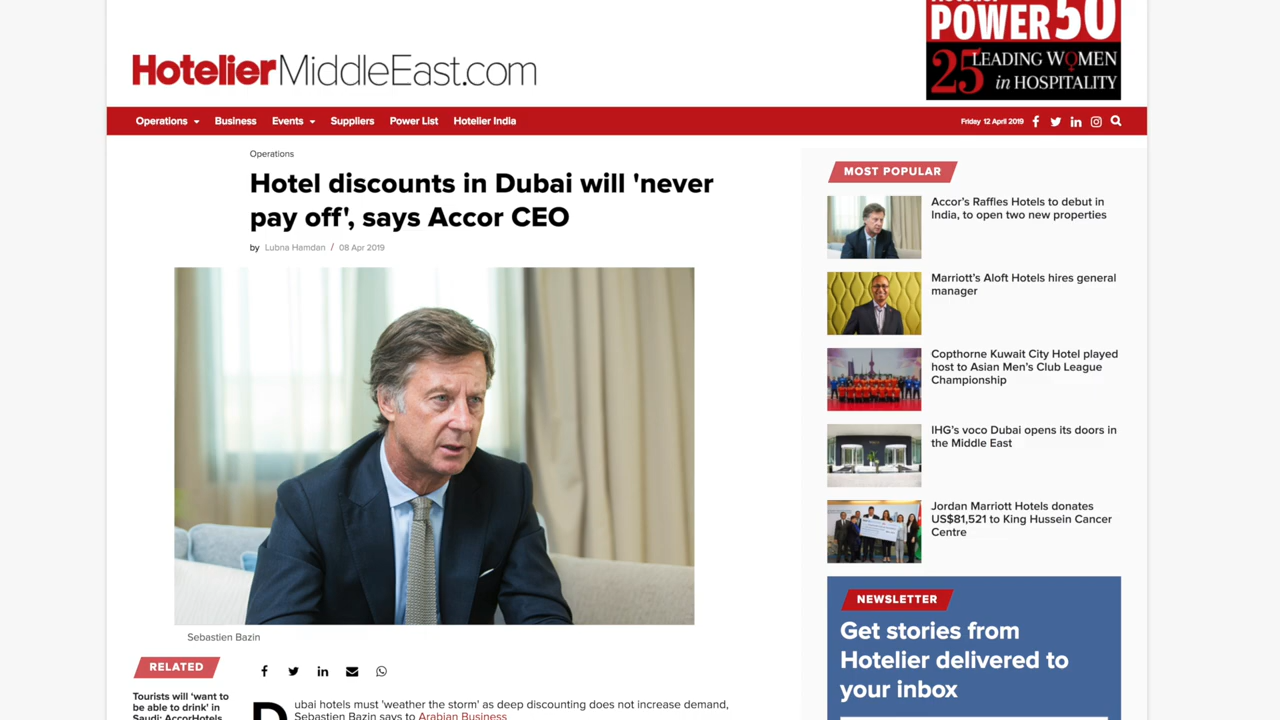 POWER50
25 LEADING WOMEN
in HOSPITALITY
HotelierMiddleEast.com
Operations Business Events Suppliers Power List Hotelier India
Friday 12 April 2019
Operations
Hotel discounts in Dubai will 'never
pay off', says Accor CEO
by Lubna Hamdan / 08 Apr 2019
Sebastien Bazin
RELATED
Tourists will 'want to
be able to drink' in
Saudi: AccorHotels
Dubai hotels must 'weather the storm' as deep discounting does not increase demand,
Sebastien Bazin says to Arabian Business
MOST POPULAR
Accor's Raffles Hotels to debut in
India, to open two new properties
Marriott's Aloft Hotels hires general
manager
Copthorne Kuwait City Hotel played
host to Asian Men's Club League
Championship
IHG's voco Dubai opens its doors in
the Middle East
Jordan Marriott Hotels donates
US$81,521 to King Hussein Cancer
Centre
NEWSLETTER
Get stories from
Hotelier delivered to
your inbox